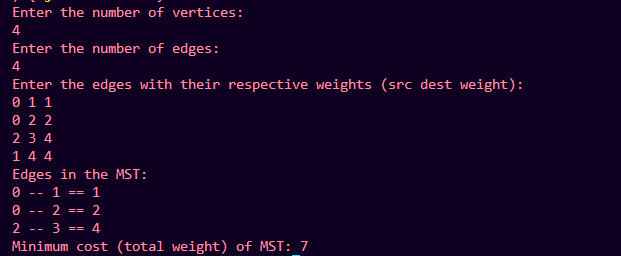 Enter the number of vertices:
4
Enter the number of edges:
4
Enter the edges with their respective weights (src dest weight):
0 1 1
0 2 2
2 3 4
1 4 4
Edges in the MST:
0 -- 1 == 1
0 -- 2 == 2
2 -- 3 == 4
Minimum cost (total weight) of MST: 7